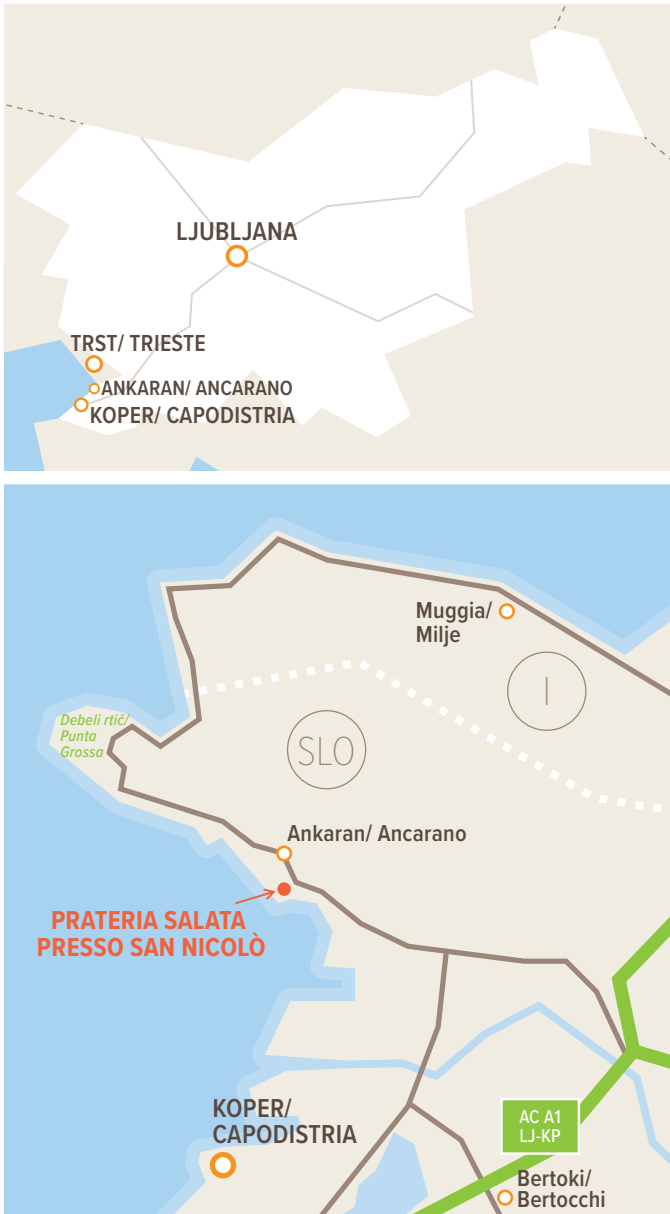 LJUBLJANA
TRST/ TRIESTE
ANKARAN/ ANCARANO
KOPER/ CAPODISTRIA
Muggia/
Milje
I
Debeli rtič/
Punta
Grossa
SLO
Ankaran/ Ancarano
PRATERIA SALATA
PRESSO SAN NICOLÒ
KOPER/
CAPODISTRIA
AC A1
LJ-KP
Bertoki/
Bertocchi